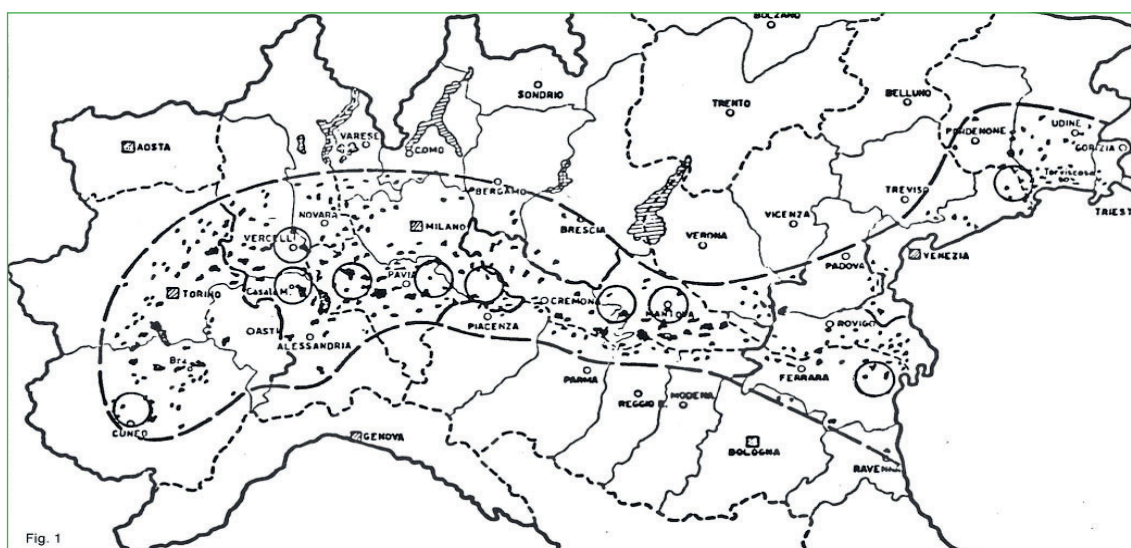 BOLZANO
SONDRIO
BELLUNO
TRENTO
UDINE
PORDENONE
GORIZIA
VARESE
AOSTA
COMO
Torviscosa
BERGAMO
TREVISO
TRIEST
NOVARA
MILANO
BRESCIA
VICENZA
VERCELLI
VERONA
VENEZIA
PADOVA
PAVIA
TORINO
Casale M.
CREMONA
MANTOVA
PIACENZA
ROVIGO
ASTI
ALESSANDRIA
Bra
PARMA
FERRARA
REGGIO E.
MODENA
CUNEO
GENOVA
BOLOGNA
Fig. 1